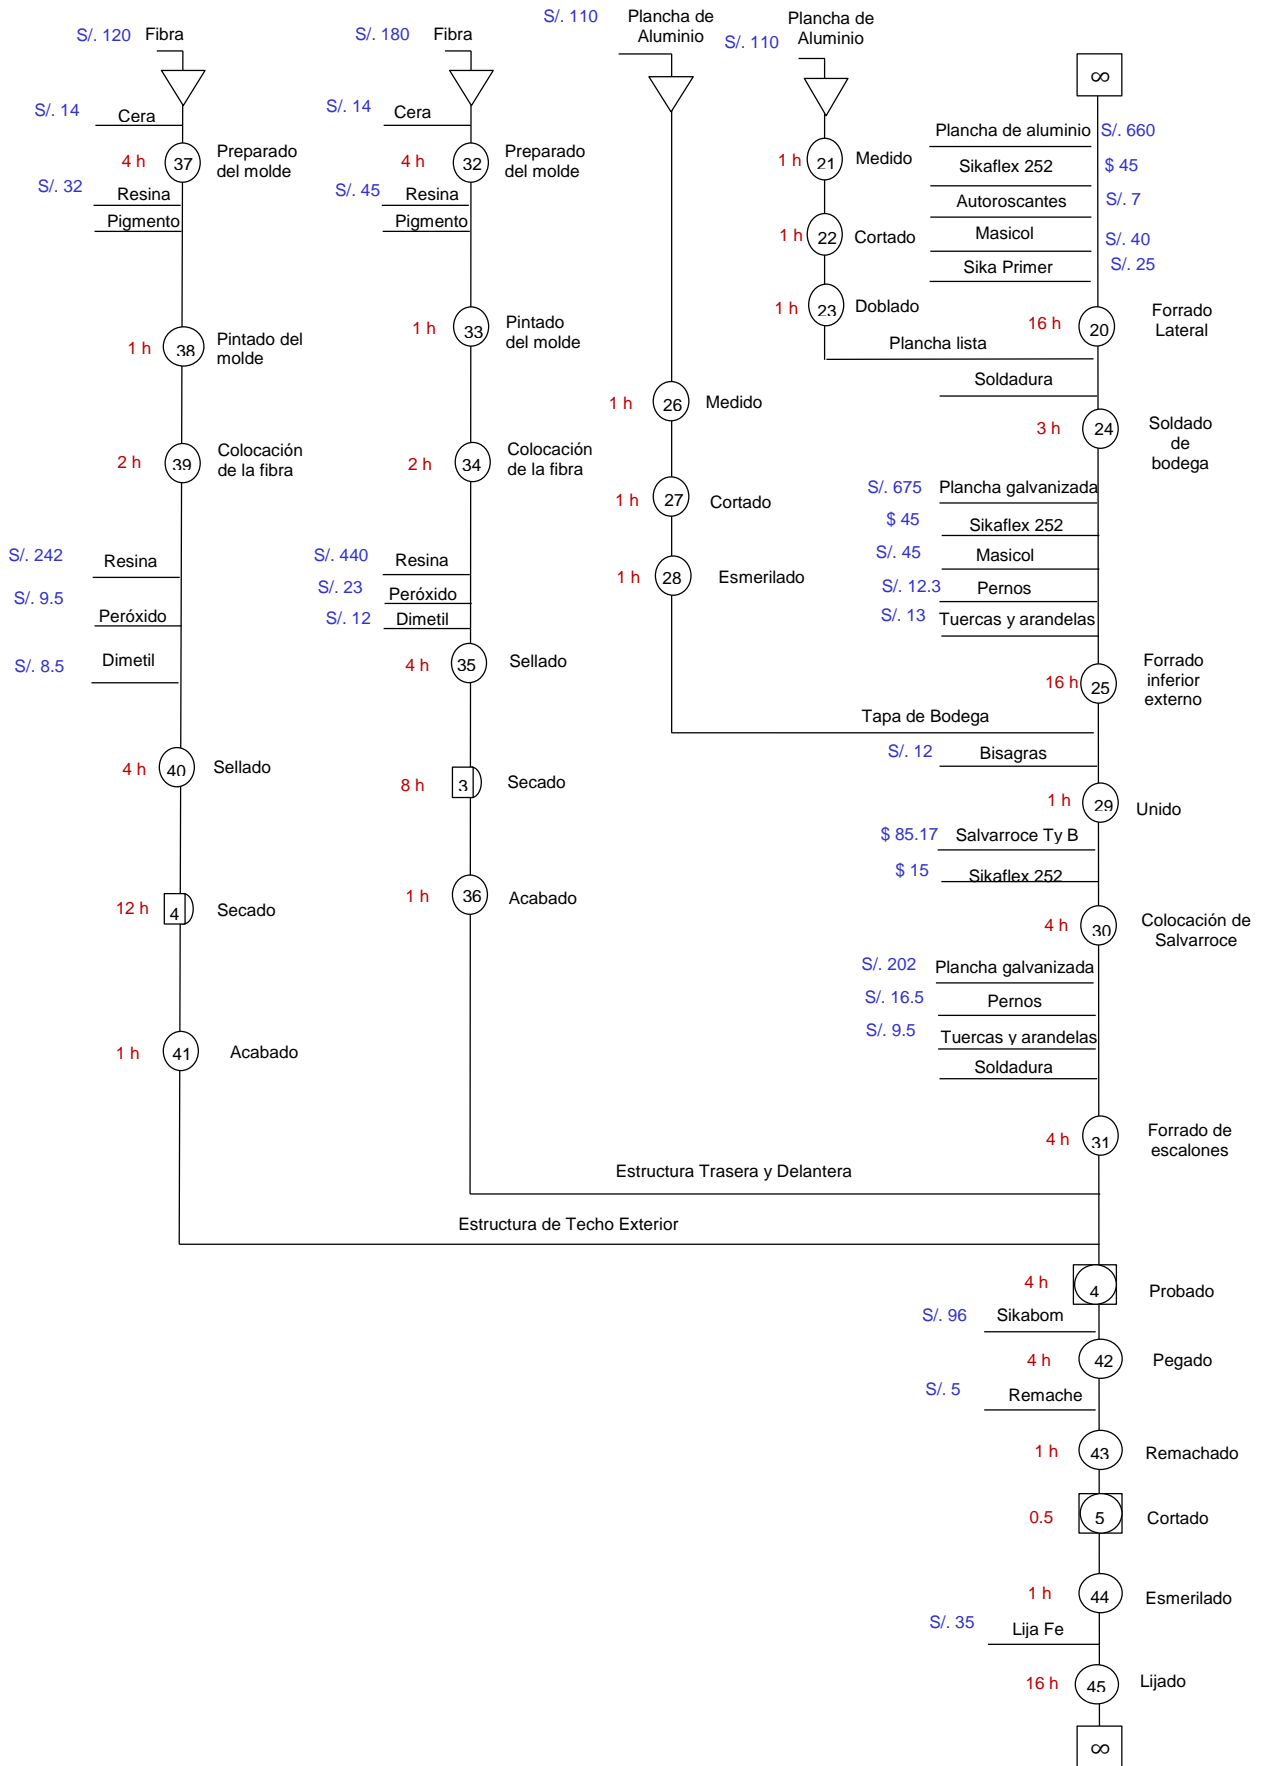 S/. 120 Fibra
S/. 14
Cera
4 h 37 Preparado
del molde
S/. 32
Resina
Pigmento
1 h 38 Pintado del
molde
2 h 39 Colocación
de la fibra
S/. 242
Resina
S/. 9.5
Peróxido
S/. 8.5
Dimetil
4 h 40 Sellado
12 h 4 Secado
1 h 41 Acabado
S/. 180 Fibra
S/. 14
Cera
4 h 32 Preparado
del molde
S/. 45 Resina
Pigmento
1 h 33 Pintado
del molde
2 h 34 Colocación
de la fibra
S/. 440 Resina
S/. 23 Peróxido
S/. 12 Dimetil
4 h 35 Sellado
8 h 3 Secado
1 h 36 Acabado
S/. 110 Plancha de
Aluminio
1 h 26 Medido
1 h 27 Cortado
1 h 28 Esmerilado
S/. 110 Plancha de
Aluminio
1 h 21 Medido
1 h 22 Cortado
1 h 23 Doblado
∞
Plancha de aluminio S/. 660
Sikaflex 252 $ 45
Autoroscantes S/. 7
Masicol S/. 40
Sika Primer S/. 25
16 h 20 Forrado
Lateral
Plancha lista
Soldadura
3 h 24 Soldado
de
bodega
S/. 675 Plancha galvanizada
$ 45 Sikaflex 252
S/. 45 Masicol
S/. 12.3 Pernos
S/. 13 Tuercas y arandelas
16 h 25 Forrado
inferior
externo
Tapa de Bodega
S/. 12 Bisagras
1 h 29 Unido
$ 85.17 Salvarroce Ty B
$ 15 Sikaflex 252
4 h 30 Colocación de
Salvarroce
S/. 202 Plancha galvanizada
S/. 16.5 Pernos
S/. 9.5 Tuercas y arandelas
Soldadura
4 h 31 Forrado de
escalones
Estructura Trasera y Delantera
Estructura de Techo Exterior
4 h 4 Probado
S/. 96 Sikabom
4 h 42 Pegado
S/. 5 Remache
1 h 43 Remachado
0.5 5 Cortado
1 h 44 Esmerilado
S/. 35 Lija Fe
16 h 45 Lijado
∞